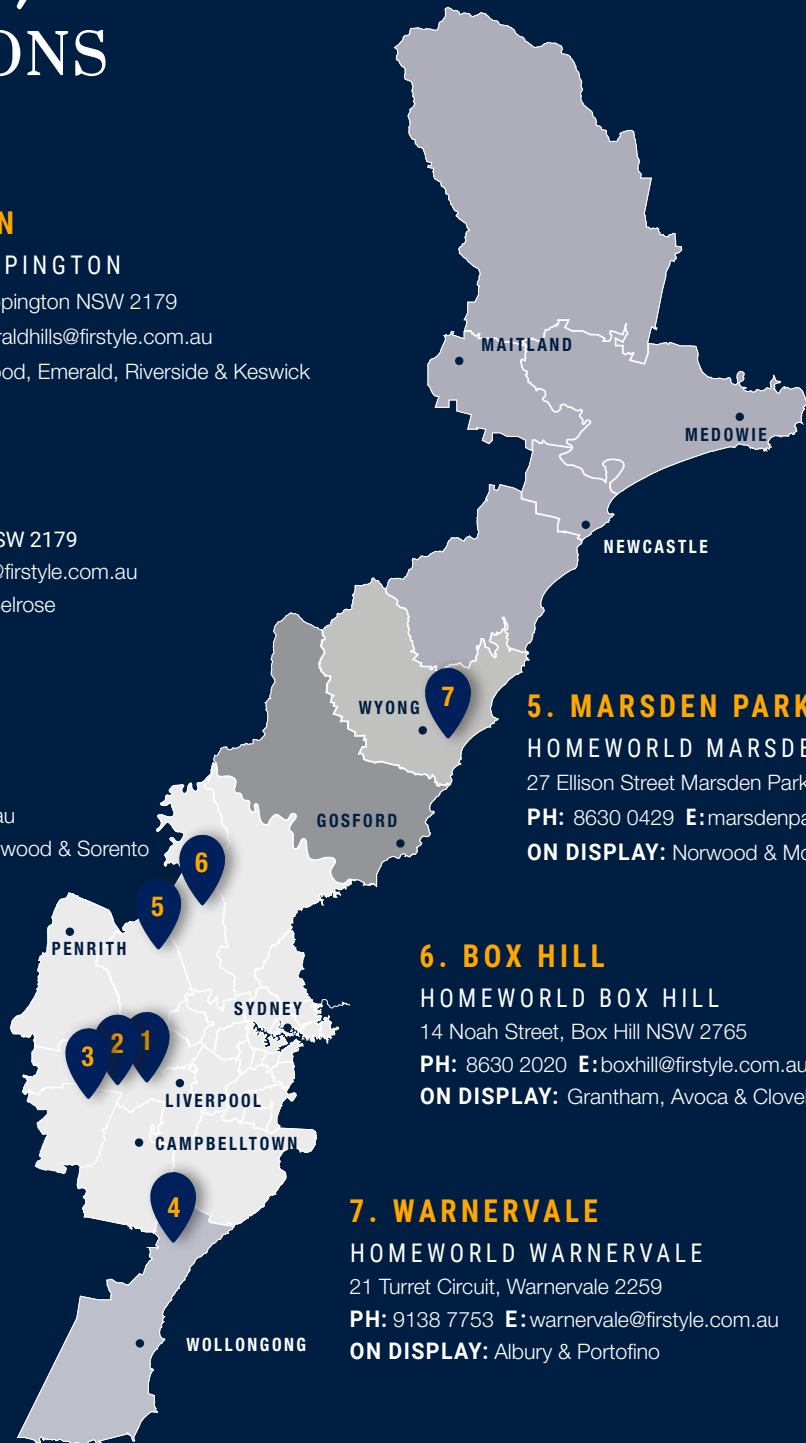 ONS
N
PPINGTON
pington NSW 2179
raldhills@firstyle.com.au
od, Emerald, Riverside & Keswick
SW 2179
@firstyle.com.au
elrose
au
wood & Sorento
MAITLAND
MEDOWIE
NEWCASTLE
7
WYONG
GOSFORD
6
5
PENRITH
SYDNEY
3
2
1
LIVERPOOL
CAMPBELLTOWN
4
WOLLONGONG
5. MARSDEN PARK
HOMEWORLD MARSDE
27 Ellison Street Marsden Park
PH: 8630 0429 E: marsdenpa
ON DISPLAY: Norwood & Mo
6. BOX HILL
HOMEWORLD BOX HILL
14 Noah Street, Box Hill NSW 2765
PH: 8630 2020 E: boxhill@firstyle.com.au
ON DISPLAY: Grantham, Avoca & Clove
7. WARNERVALE
HOMEWORLD WARNERVALE
21 Turret Circuit, Warnervale 2259
PH: 9138 7753 E: warnervale@firstyle.com.au
ON DISPLAY: Albury & Portofino